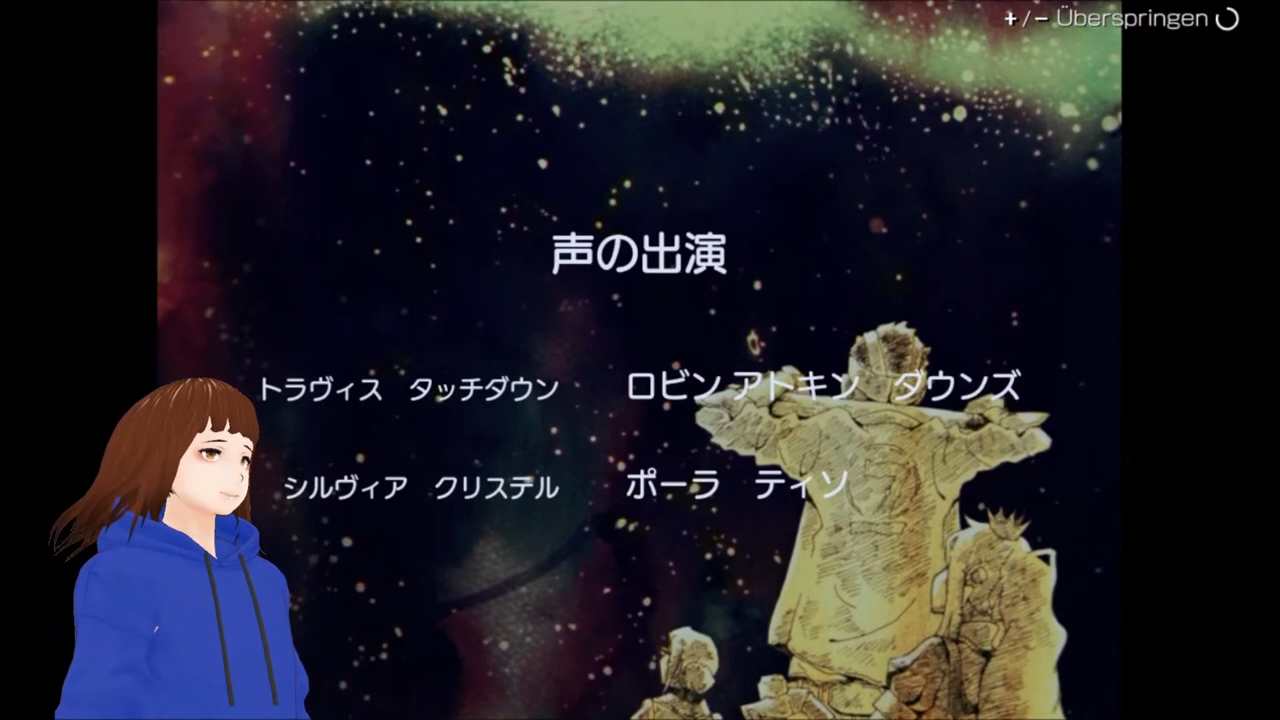 +/− Überspringen
声の出演
トラヴィス　タッチダウン　　ロビン アトキン　ダウンズ
シルヴィア　クリステル　　ポーラ　ティソ